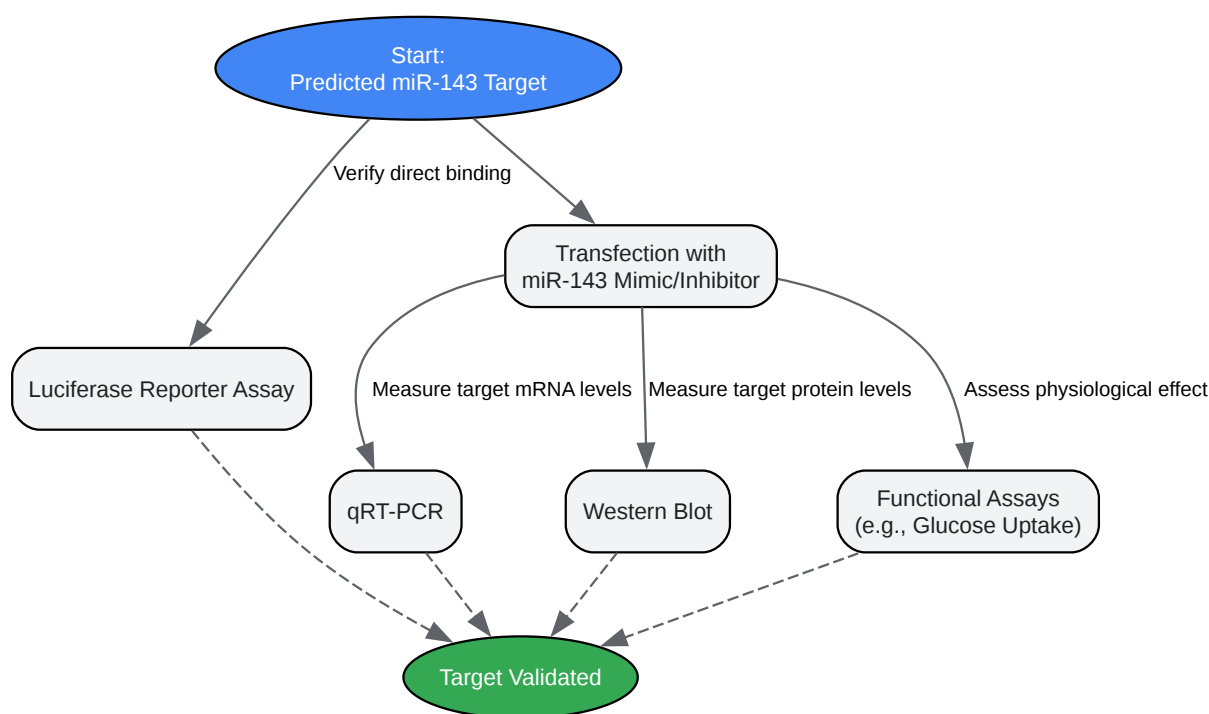 Start:
Predicted miR-143 Target
Verify direct binding
Transfection with
miR-143 Mimic/Inhibitor
Luciferase Reporter Assay
Measure target mRNA levels
Measure target protein levels
Assess physiological effect
qRT-PCR
Western Blot
Functional Assays
(e.g., Glucose Uptake)
Target Validated